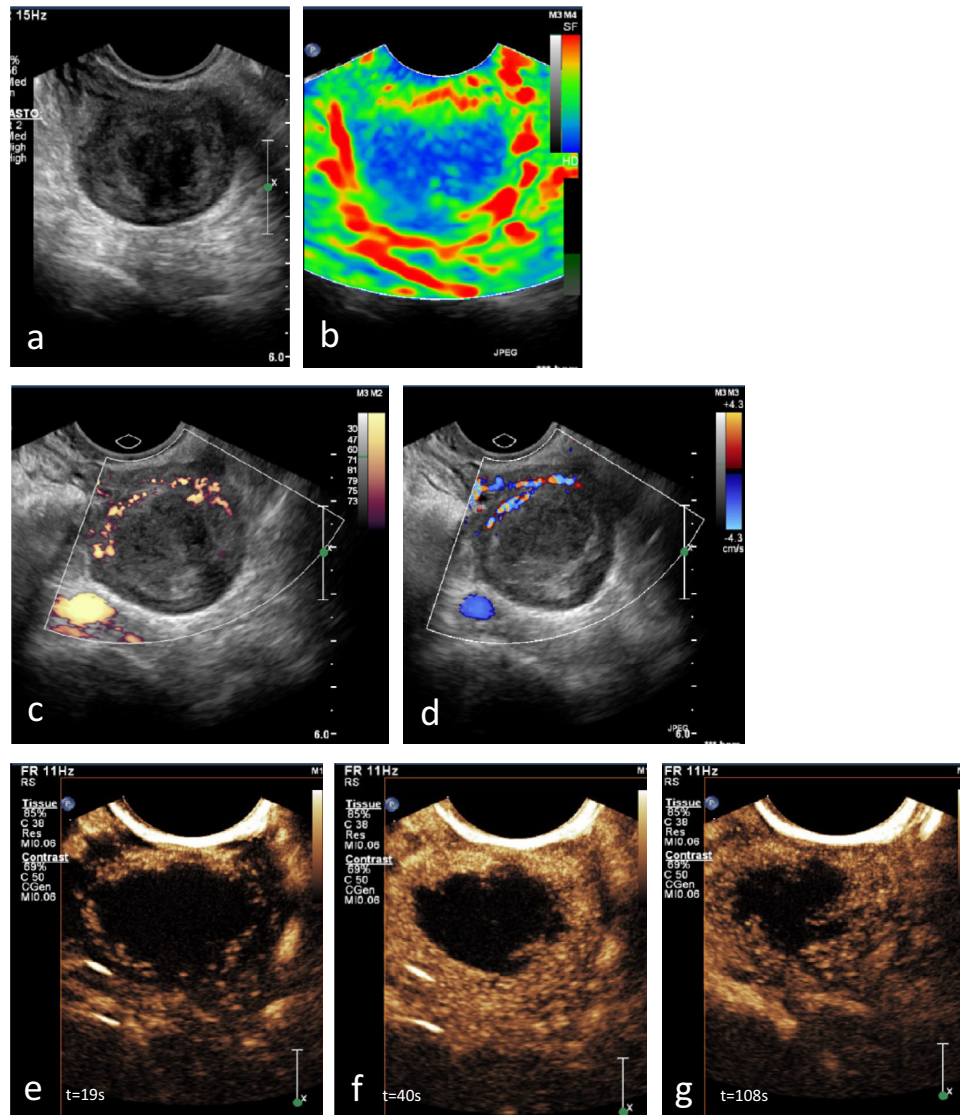 R 15Hz
%
66
Med
ASTO
R 2
Med
High
High
x
a
6.0
M3 M4
SF
HD
P
b
JPEG
M3 M2
30
47
60
71
81
79
75
73
x
c
6.0
M3 M3
+4.3
-4.3
cm/s
x
d
JPEG
6.0
FR 11Hz
RS
M1
P
Tissue
85%
C 38
Res
MI0.06
Contrast
69%
C 50
CGen
MI0.06
e
t=19s
x
FR 11Hz
RS
M1
P
Tissue
85%
C 38
Res
MI0.06
Contrast
69%
C 50
CGen
MI0.06
f
t=40s
x
FR 11Hz
RS
M
P
Tissue
85%
C 38
Res
MI0.06
Contrast
69%
C 50
CGen
MI0.06
g
t=108s
x